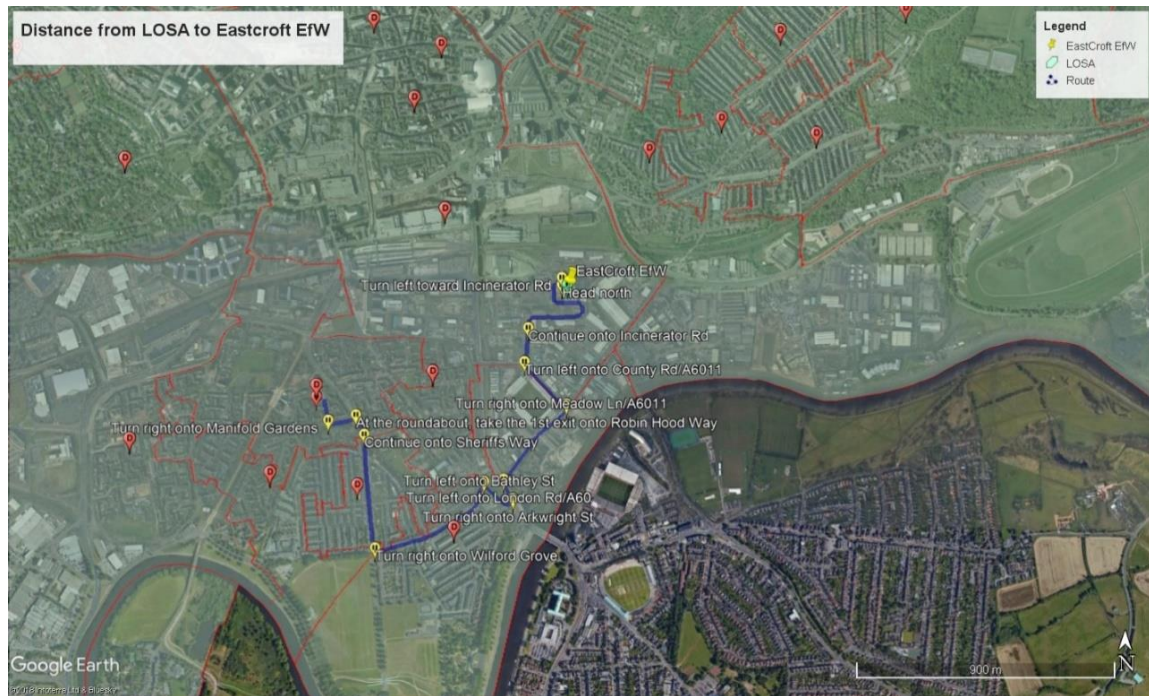 Distance from LOSA to Eastcroft EfW
Legend
EastCroft EfW
LOSA
Route
EastCroft EfW
Turn left toward Incinerator Rd
Head north
Continue onto Incinerator Rd
Turn left onto County Rd/A6011
Turn right onto Meadow Ln/A6011
At the roundabout, take the 1st exit onto Robin Hood Way
Turn right onto Manifold Gardens
Continue onto Sheriffs Way
Turn left onto Bathley St
Turn left onto London Rd/A60
Turn right onto Arkwright St
Turn right onto Wilford Grove
Google Earth
900 m
N